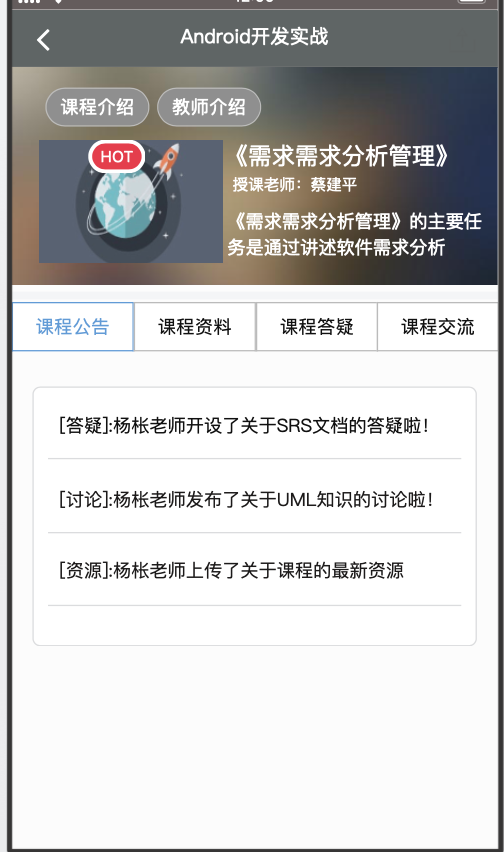 Android开发实战
课程介绍 教师介绍
HOT
《需求需求分析管理》
授课老师：蔡建平
《需求需求分析管理》的主要任
务是通过讲述软件需求分析
课程公告 课程资料 课程答疑 课程交流
[答疑]:杨枨老师开设了关于SRS文档的答疑啦！
[讨论]:杨枨老师发布了关于UML知识的讨论啦！
[资源]:杨枨老师上传了关于课程的最新资源